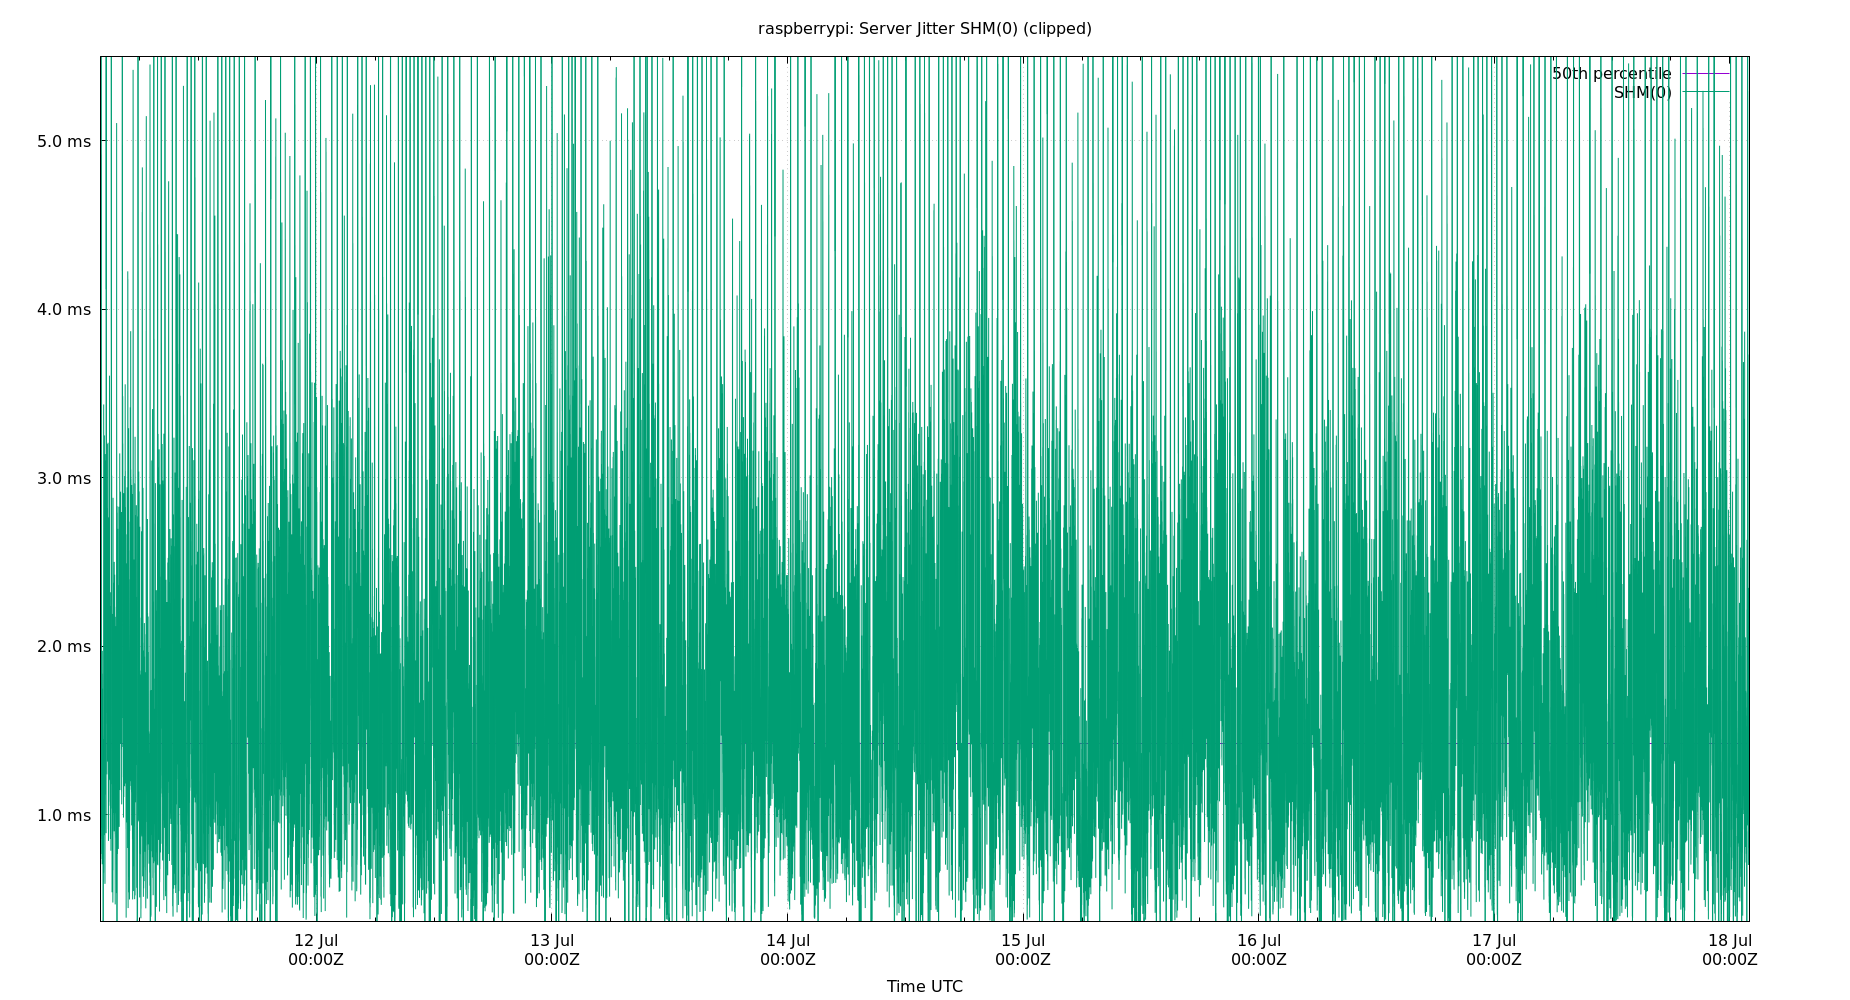 raspberrypi: Server Jitter SHM(0) (clipped)
50th percentile
SHM(0)
5.0 ms
4.0 ms
3.0 ms
2.0 ms
1.0 ms
12 Jul 13 Jul 14 Jul 15 Jul 16 Jul 17 Jul 18 Jul
00:00Z 00:00Z 00:00Z 00:00Z 00:00Z 00:00Z 00:00Z
Time UTC